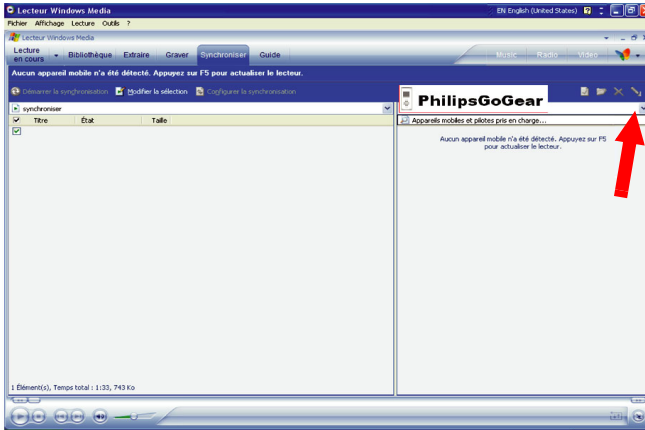 Lecteur Windows Media
EN English (United States)
Fichier Affichage Lecture Outils ?
Lecteur Windows Media
Lecture
en cours
Bibliothèque Extraire Graver Synchroniser Guide
Music Radio Video
Aucun appareil mobile n'a été détecté. Appuyez sur F5 pour actualiser le lecteur.
Démarrer la synchronisation Modifier la sélection Configurer la synchronisation
PhilipsGoGear
synchroniser
Titre État Taille
Appareils mobiles et pilotes pris en charge...
Aucun appareil mobile n'a été détecté. Appuyez sur F5
pour actualiser le lecteur.
1 Élément(s), Temps total : 1:33, 743 Ko